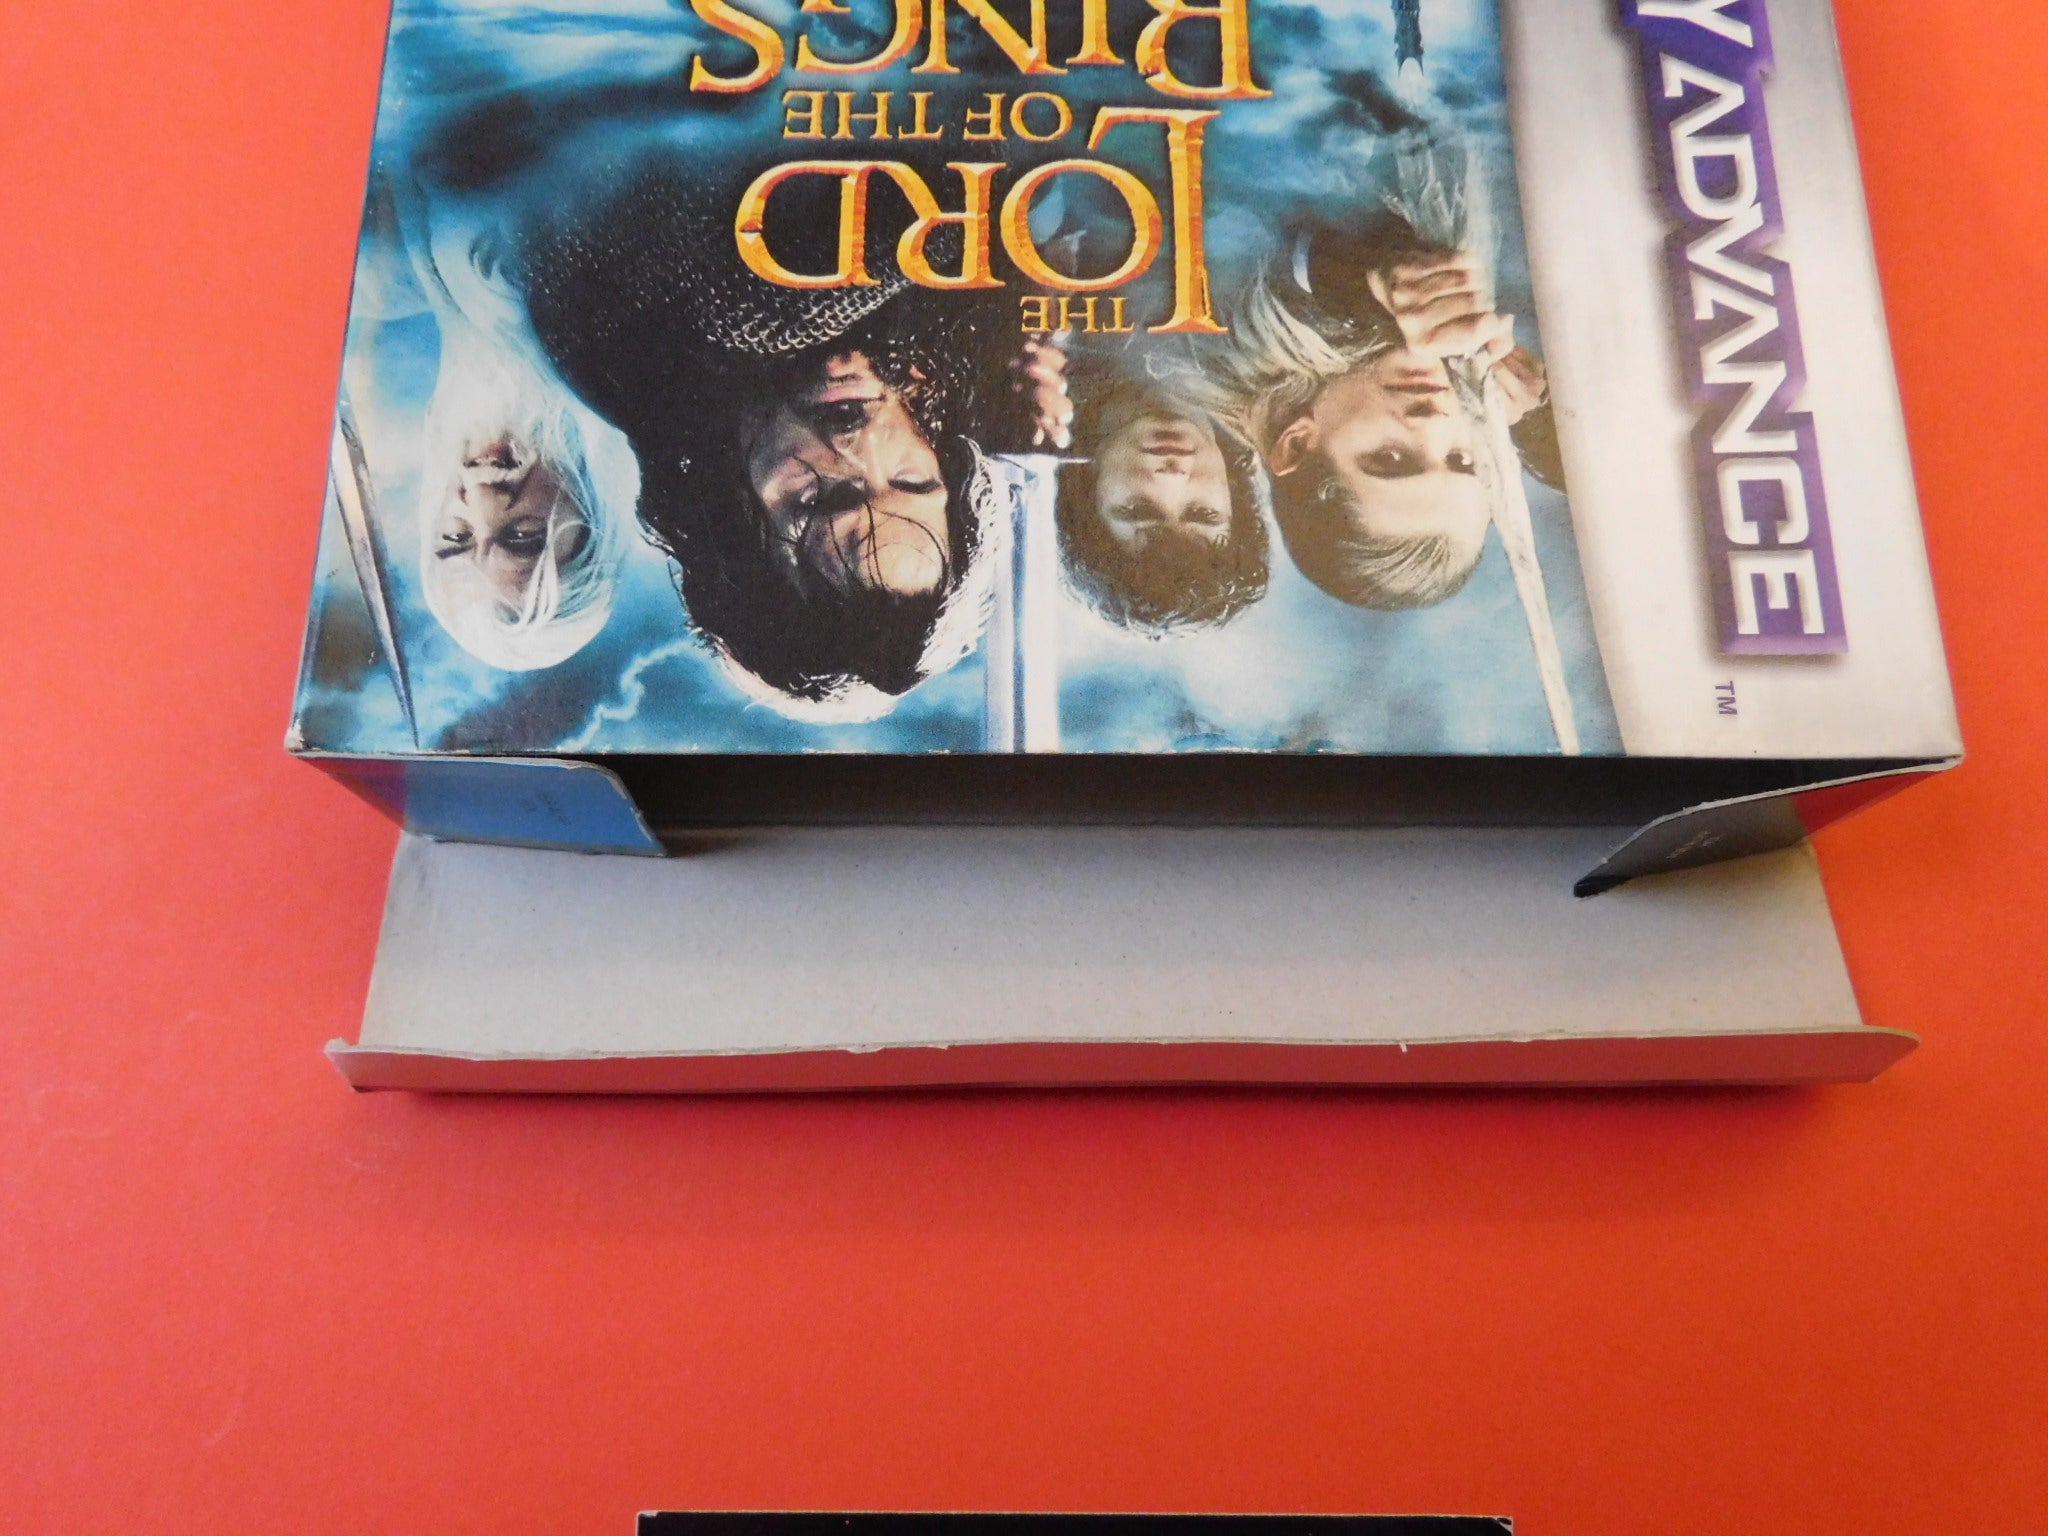 THE
LORD
OF THE
RINGS
Y ADVANCE
TM